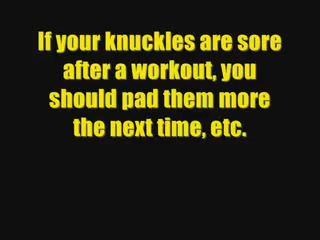 If your knuckles are sore
after a workout, you
should pad them more
the next time, etc.